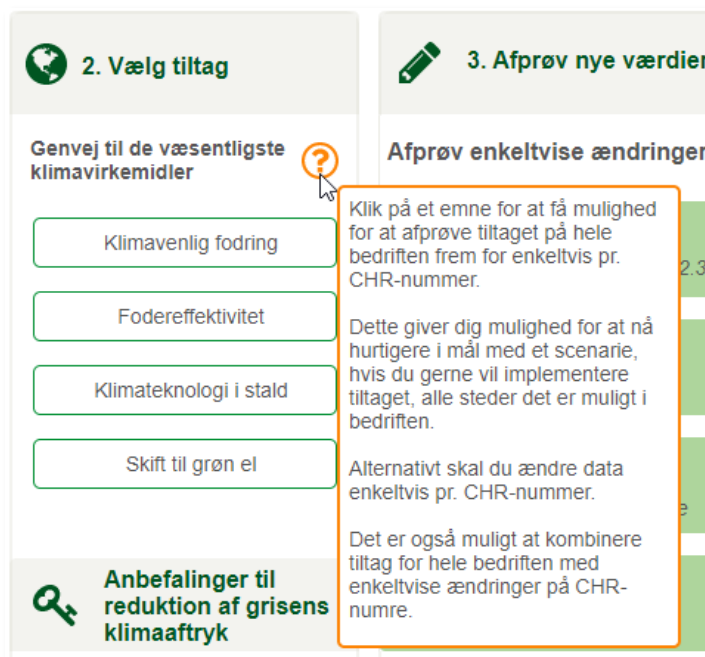 2. Vælg tiltag
3. Afprøv nye værdier
Genvej til de væsentligste
klimavirkemidler
?
Afprøv enkeltvise ændringer
Klimavenlig fodring
Fodereffektivitet
Klimateknologi i stald
Skift til grøn el
Klik på et emne for at få mulighed
for at afprøve tiltaget på hele
bedriften frem for enkeltvis pr.
CHR-nummer.
Dette giver dig mulighed for at nå
hurtigere i mål med et scenarie,
hvis du gerne vil implementere
tiltaget, alle steder det er muligt i
bedriften.
Alternativt skal du ændre data
enkeltvis pr. CHR-nummer.
Det er også muligt at kombinere
tiltag for hele bedriften med
enkeltvise ændringer på CHR-
numre.
2.3
Anbefalinger til
reduktion af grisens
klimaaftryk